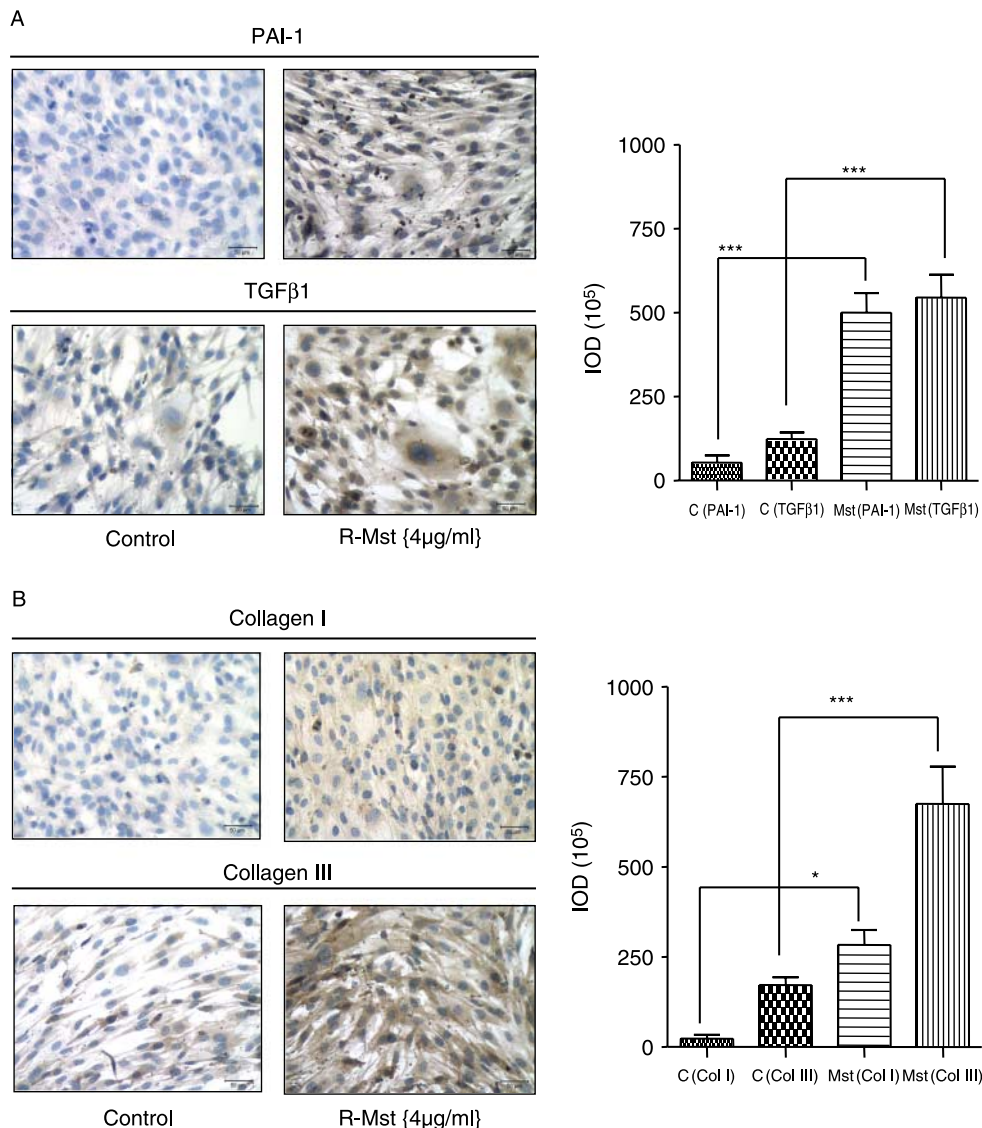 A
PAI-1
TGFβ1
Control
R-Mst {4µg/ml}
1000
750
500
250
0
IOD (10⁵)
***
***
C (PAI-1)
C (TGFβ1)
Mst (PAI-1)
Mst (TGFβ1)
B
Collagen I
Collagen III
Control
R-Mst {4µg/ml}
1000
750
500
250
0
IOD (10⁵)
***
*
C (Col I)
C (Col III)
Mst (Col I)
Mst (Col III)